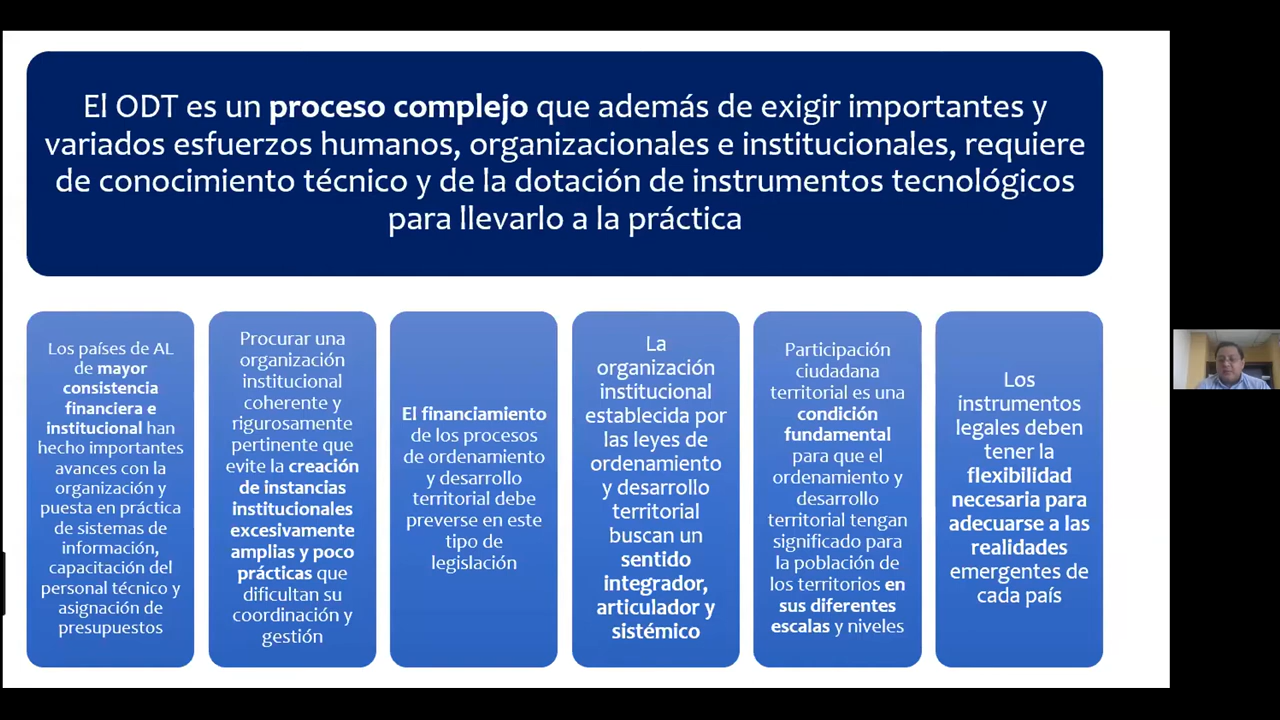 El ODT es un proceso complejo que además de exigir importantes y
variados esfuerzos humanos, organizacionales e institucionales, requiere
de conocimiento técnico y de la dotación de instrumentos tecnológicos
para llevarlo a la práctica
Los países de AL
de mayor
consistencia
financiera e
institucional han
hecho importantes
avances con la
organización y
puesta en práctica
de sistemas de
información,
capacitación del
personal técnico y
asignación de
presupuestos
Procurar una
organización
institucional
coherente y
rigurosamente
pertinente que
evite la creación
de instancias
institucionales
excesivamente
amplias y poco
prácticas que
dificultan su
coordinación y
gestión
El financiamiento
de los procesos
de ordenamiento
y desarrollo
territorial debe
preverse en este
tipo de
legislación
La
organización
institucional
establecida por
las leyes de
ordenamiento
y desarrollo
territorial
buscan un
sentido
integrador,
articulador y
sistémico
Participación
ciudadana
territorial es una
condición
fundamental
para que el
ordenamiento y
desarrollo
territorial tengan
significado para
la población de
los territorios en
sus diferentes
escalas y niveles
Los
instrumentos
legales deben
tener la
flexibilidad
necesaria para
adecuarse a las
realidades
emergentes de
cada país